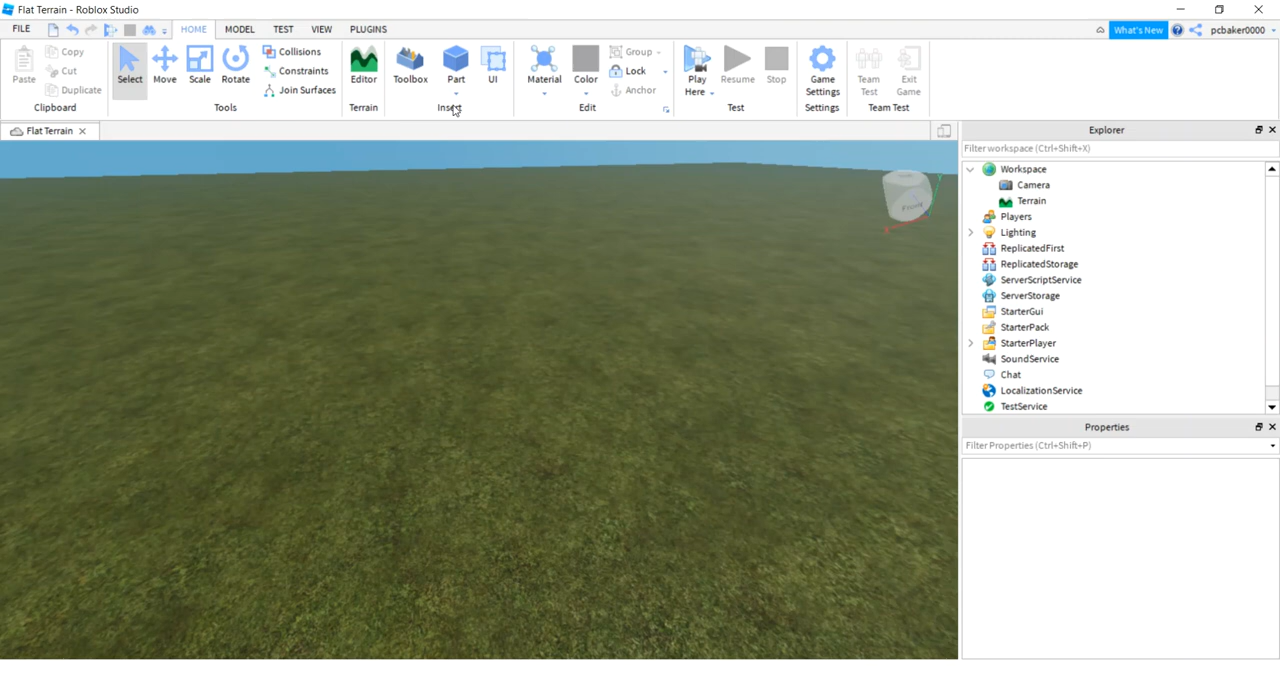 Flat Terrain - Roblox Studio
FILE
HOME
MODEL
TEST
VIEW
PLUGINS
What's New
pcbaker0000
Paste
Copy
Cut
Duplicate
Clipboard
Select
Move
Scale
Rotate
Collisions
Constraints
Join Surfaces
Tools
Editor
Terrain
Toolbox
Part
UI
Insert
Material
Color
Group
Lock
Anchor
Edit
Play
Here
Resume
Stop
Test
Game
Settings
Settings
Team
Test
Exit
Game
Team Test
Flat Terrain
Front
Explorer
Filter workspace (Ctrl+Shift+X)
Workspace
Camera
Terrain
Players
Lighting
ReplicatedFirst
ReplicatedStorage
ServerScriptService
ServerStorage
StarterGui
StarterPack
StarterPlayer
SoundService
Chat
LocalizationService
TestService
Properties
Filter Properties (Ctrl+Shift+P)